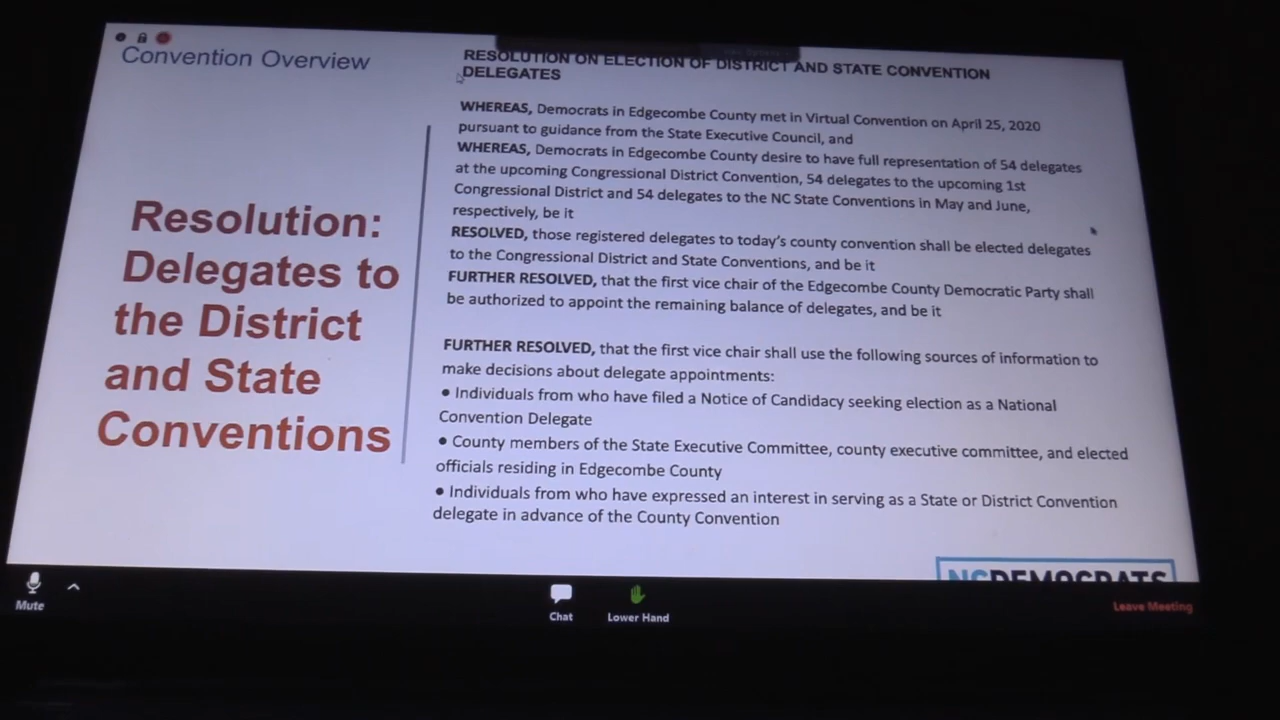 Convention Overview
Resolution:
Delegates to
the District
and State
Conventions
RESOLUTION ON ELECTION OF DISTRICT AND STATE CONVENTION
DELEGATES
WHEREAS, Democrats in Edgecombe County met in Virtual Convention on April 25, 2020
pursuant to guidance from the State Executive Council, and
WHEREAS, Democrats in Edgecombe County desire to have full representation of 54 delegates
at the upcoming Congressional District Convention, 54 delegates to the upcoming 1st
Congressional District and 54 delegates to the NC State Conventions in May and June,
respectively, be it
RESOLVED, those registered delegates to today's county convention shall be elected delegates
to the Congressional District and State Conventions, and be it
FURTHER RESOLVED, that the first vice chair of the Edgecombe County Democratic Party shall
be authorized to appoint the remaining balance of delegates, and be it
FURTHER RESOLVED, that the first vice chair shall use the following sources of information to
make decisions about delegate appointments:
• Individuals from who have filed a Notice of Candidacy seeking election as a National
Convention Delegate
• County members of the State Executive Committee, county executive committee, and elected
officials residing in Edgecombe County
• Individuals from who have expressed an interest in serving as a State or District Convention
delegate in advance of the County Convention
NCDEMOCRATS
Mute
Chat
Lower Hand
Leave Meeting